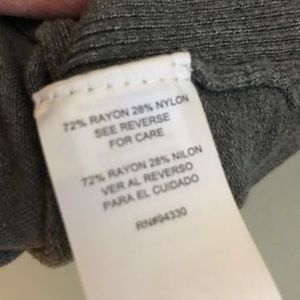 72% RAYON 28% NYLON
SEE REVERSE
FOR CARE
72% RAYON 28% NILON
VER AL REVERSO
PARA EL CUIDADO
RN#94330